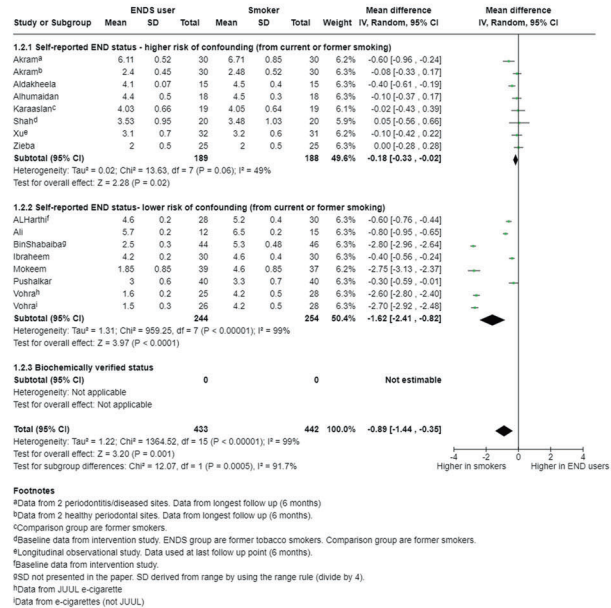 ENDS user Smoker Mean difference Mean difference
Study or Subgroup Mean SD Total Mean SD Total Weight IV, Random, 95% CI IV, Random, 95% CI
1.2.1 Self-reported END status - higher risk of confounding (from current or former smoking)
Akramᵃ 6.11 0.52 30 6.71 0.85 30 6.2% -0.60 [-0.96, -0.24]
Akramᵇ 2.4 0.45 30 2.48 0.52 30 6.3% -0.08 [-0.33, 0.17]
Aldakheela 4.1 0.07 15 4.5 0.4 15 6.3% -0.40 [-0.61, -0.19]
Alhumaidan 4.4 0.5 18 4.5 0.3 18 6.3% -0.10 [-0.37, 0.17]
Karaaslanᶜ 4.03 0.66 19 4.05 0.64 19 6.2% -0.02 [-0.43, 0.39]
Shahᵈ 3.53 0.95 20 3.48 1.03 20 6.0% 0.05 [-0.56, 0.66]
Xuᵉ 3.1 0.7 32 3.2 0.6 31 6.3% -0.10 [-0.42, 0.22]
Zieba 2 0.5 25 2 0.5 25 6.3% 0.00 [-0.28, 0.28]
Subtotal (95% CI) 189 188 49.6% -0.18 [-0.33, -0.02]
Heterogeneity: Tau² = 0.02; Chi² = 13.63, df = 7 (P = 0.06); I² = 49%
Test for overall effect: Z = 2.28 (P = 0.02)
1.2.2 Self-reported END status- lower risk of confounding (from current or former smoking)
ALHarthiᶠ 4.6 0.2 28 5.2 0.4 30 6.3% -0.60 [-0.76, -0.44]
Ali 5.7 0.2 12 6.5 0.2 15 6.3% -0.80 [-0.95, -0.65]
BinShabaibaᵍ 2.5 0.3 44 5.3 0.48 46 6.3% -2.80 [-2.96, -2.64]
Ibraheem 4.2 0.2 30 4.6 0.4 30 6.3% -0.40 [-0.56, -0.24]
Mokeem 1.85 0.85 39 4.6 0.85 37 6.2% -2.75 [-3.13, -2.37]
Pushalkar 3 0.6 40 3.3 0.7 40 6.3% -0.30 [-0.59, -0.01]
Vohraʰ 1.6 0.2 25 4.2 0.5 28 6.3% -2.60 [-2.80, -2.40]
Vohraⁱ 1.5 0.3 26 4.2 0.5 28 6.3% -2.70 [-2.92, -2.48]
Subtotal (95% CI) 244 254 50.4% -1.62 [-2.41, -0.82]
Heterogeneity: Tau² = 1.31; Chi² = 959.25, df = 7 (P < 0.00001); I² = 99%
Test for overall effect: Z = 3.97 (P < 0.0001)
1.2.3 Biochemically verified status
Subtotal (95% CI) 0 0 Not estimable
Heterogeneity: Not applicable
Test for overall effect: Not applicable
Total (95% CI) 433 442 100.0% -0.89 [-1.44, -0.35]
Heterogeneity: Tau² = 1.22; Chi² = 1364.52, df = 15 (P < 0.00001); I² = 99%
Test for overall effect: Z = 3.20 (P = 0.001)
Test for subgroup differences: Chi² = 12.07, df = 1 (P = 0.0005), I² = 91.7%
-4 -2 0 2 4
Higher in smokers Higher in END users
Footnotes
ᵃData from 2 periodontitis/diseased sites. Data from longest follow up (6 months)
ᵇData from 2 healthy periodontal sites. Data from longest follow up (6 months).
ᶜComparison group are former smokers.
ᵈBaseline data from intervention study. ENDS group are former tobacco smokers. Comparison group are former smokers.
ᵉLongitudinal observational study. Data used at last follow up point (6 months).
ᶠBaseline data from intervention study.
ᵍSD not presented in the paper. SD derived from range by using the range rule (divide by 4).
ʰData from JUUL e-cigarette
ⁱData from e-cigarettes (not JUUL)